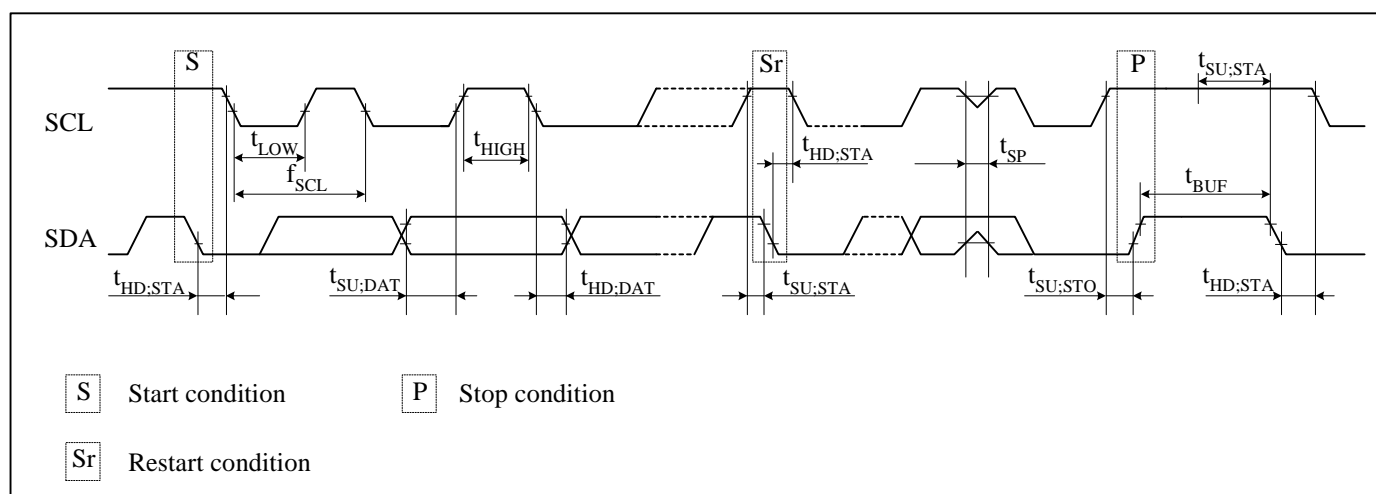 S Sr P t_SU;STA
SCL
t_LOW t_HIGH t_HD;STA t_SP
f_SCL t_BUF
SDA
t_HD;STA t_SU;DAT t_HD;DAT t_SU;STA t_SU;STO t_HD;STA
S Start condition P Stop condition
Sr Restart condition